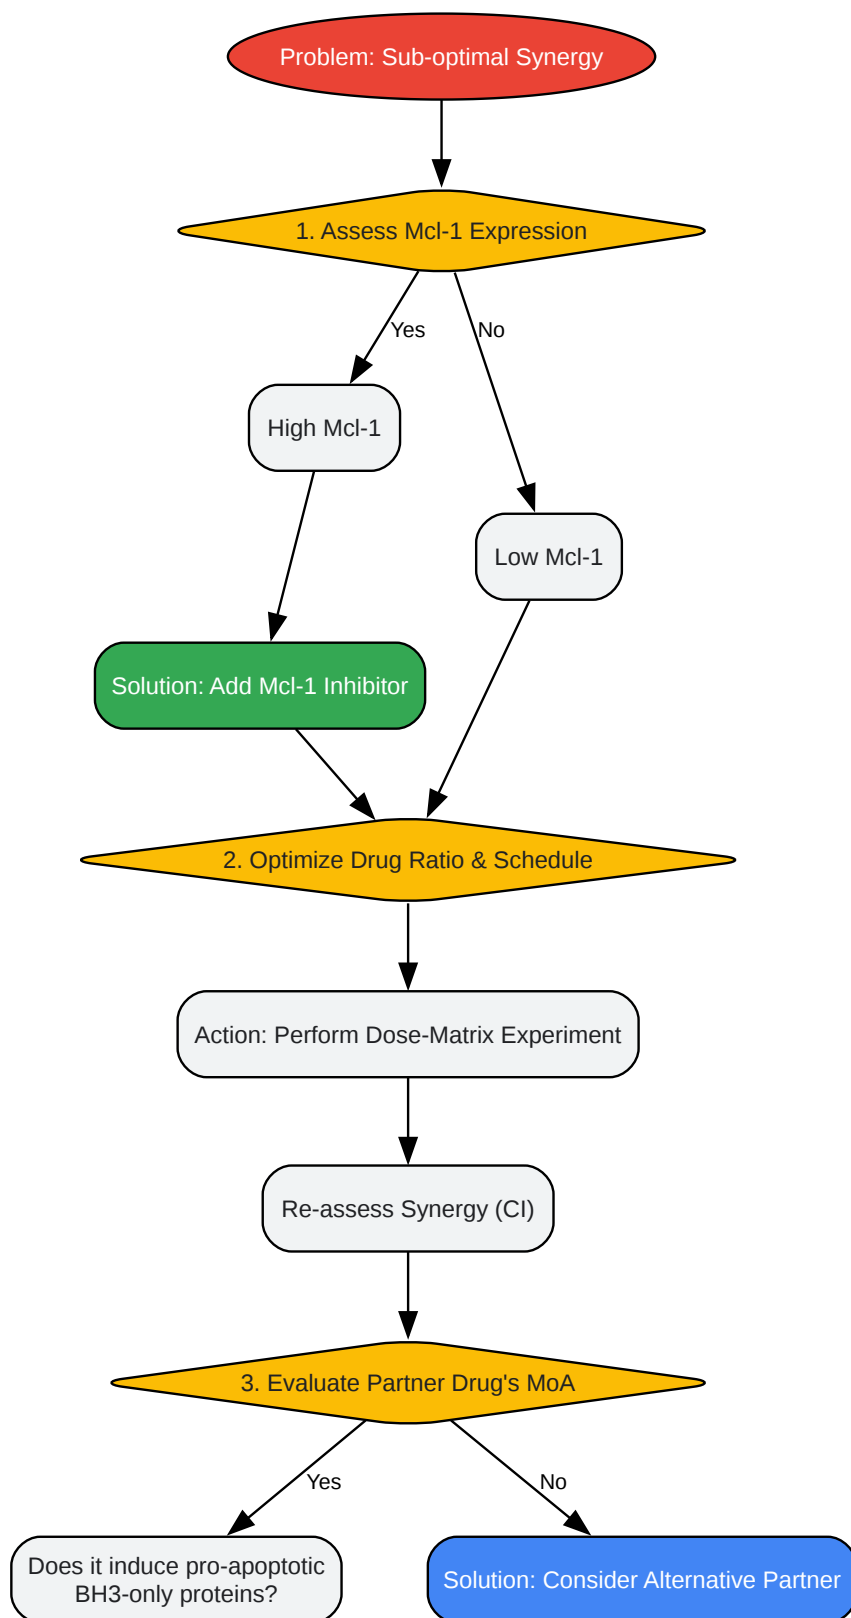 Problem: Sub-optimal Synergy
1. Assess Mcl-1 Expression
Yes
No
High Mcl-1
Low Mcl-1
Solution: Add Mcl-1 Inhibitor
2. Optimize Drug Ratio & Schedule
Action: Perform Dose-Matrix Experiment
Re-assess Synergy (CI)
3. Evaluate Partner Drug's MoA
Yes
No
Does it induce pro-apoptotic
BH3-only proteins?
Solution: Consider Alternative Partner